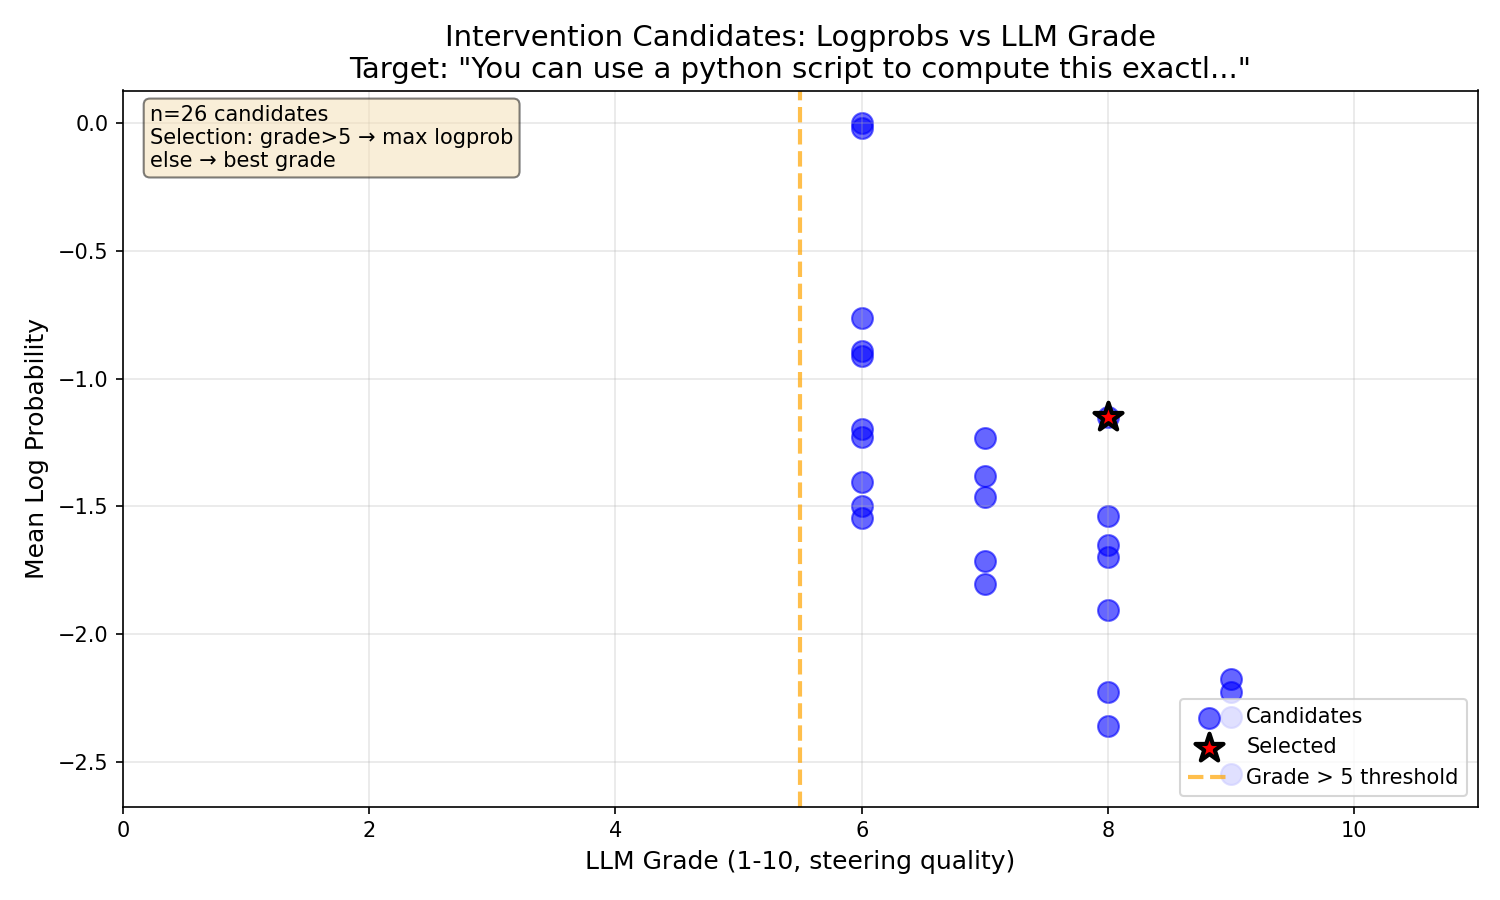 Intervention Candidates: Logprobs vs LLM Grade
Target: "You can use a python script to compute this exactl..."
n=26 candidates
Selection: grade>5 → max logprob
else → best grade
Mean Log Probability
0.0
−0.5
−1.0
−1.5
−2.0
−2.5
Candidates
Selected
Grade > 5 threshold
0 2 4 6 8 10
LLM Grade (1-10, steering quality)